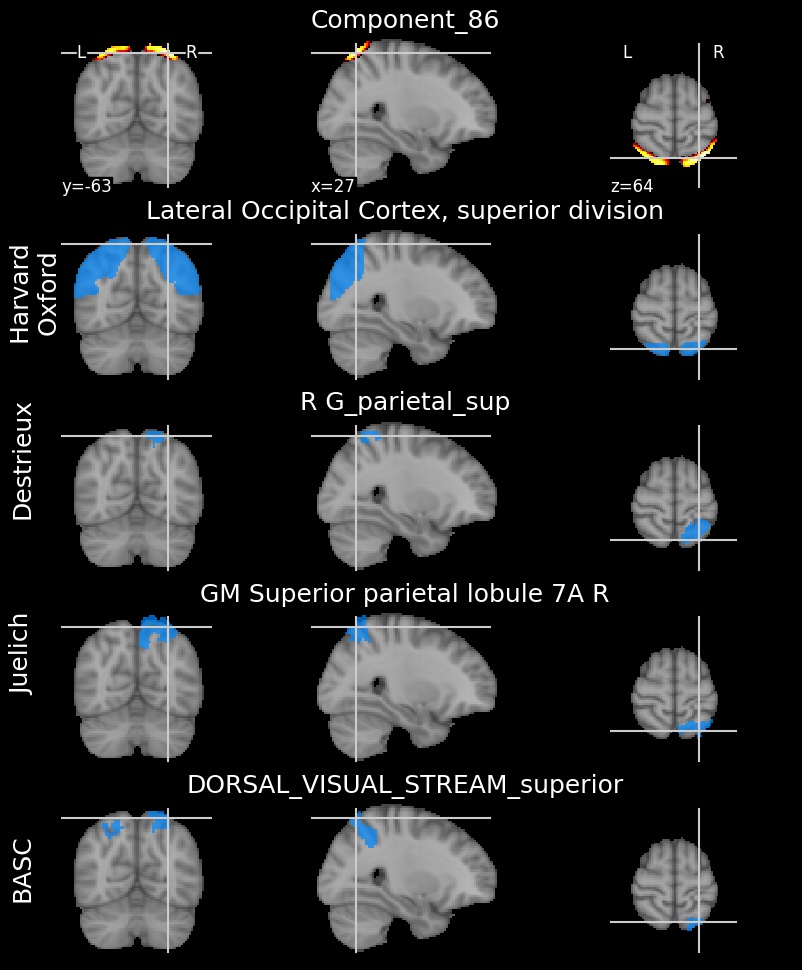 Component_86
L R
L R
y=-63
x=27
z=64
Lateral Occipital Cortex, superior division
Harvard
Oxford
R G_parietal_sup
Destrieux
GM Superior parietal lobule 7A R
Juelich
DORSAL_VISUAL_STREAM_superior
BASC